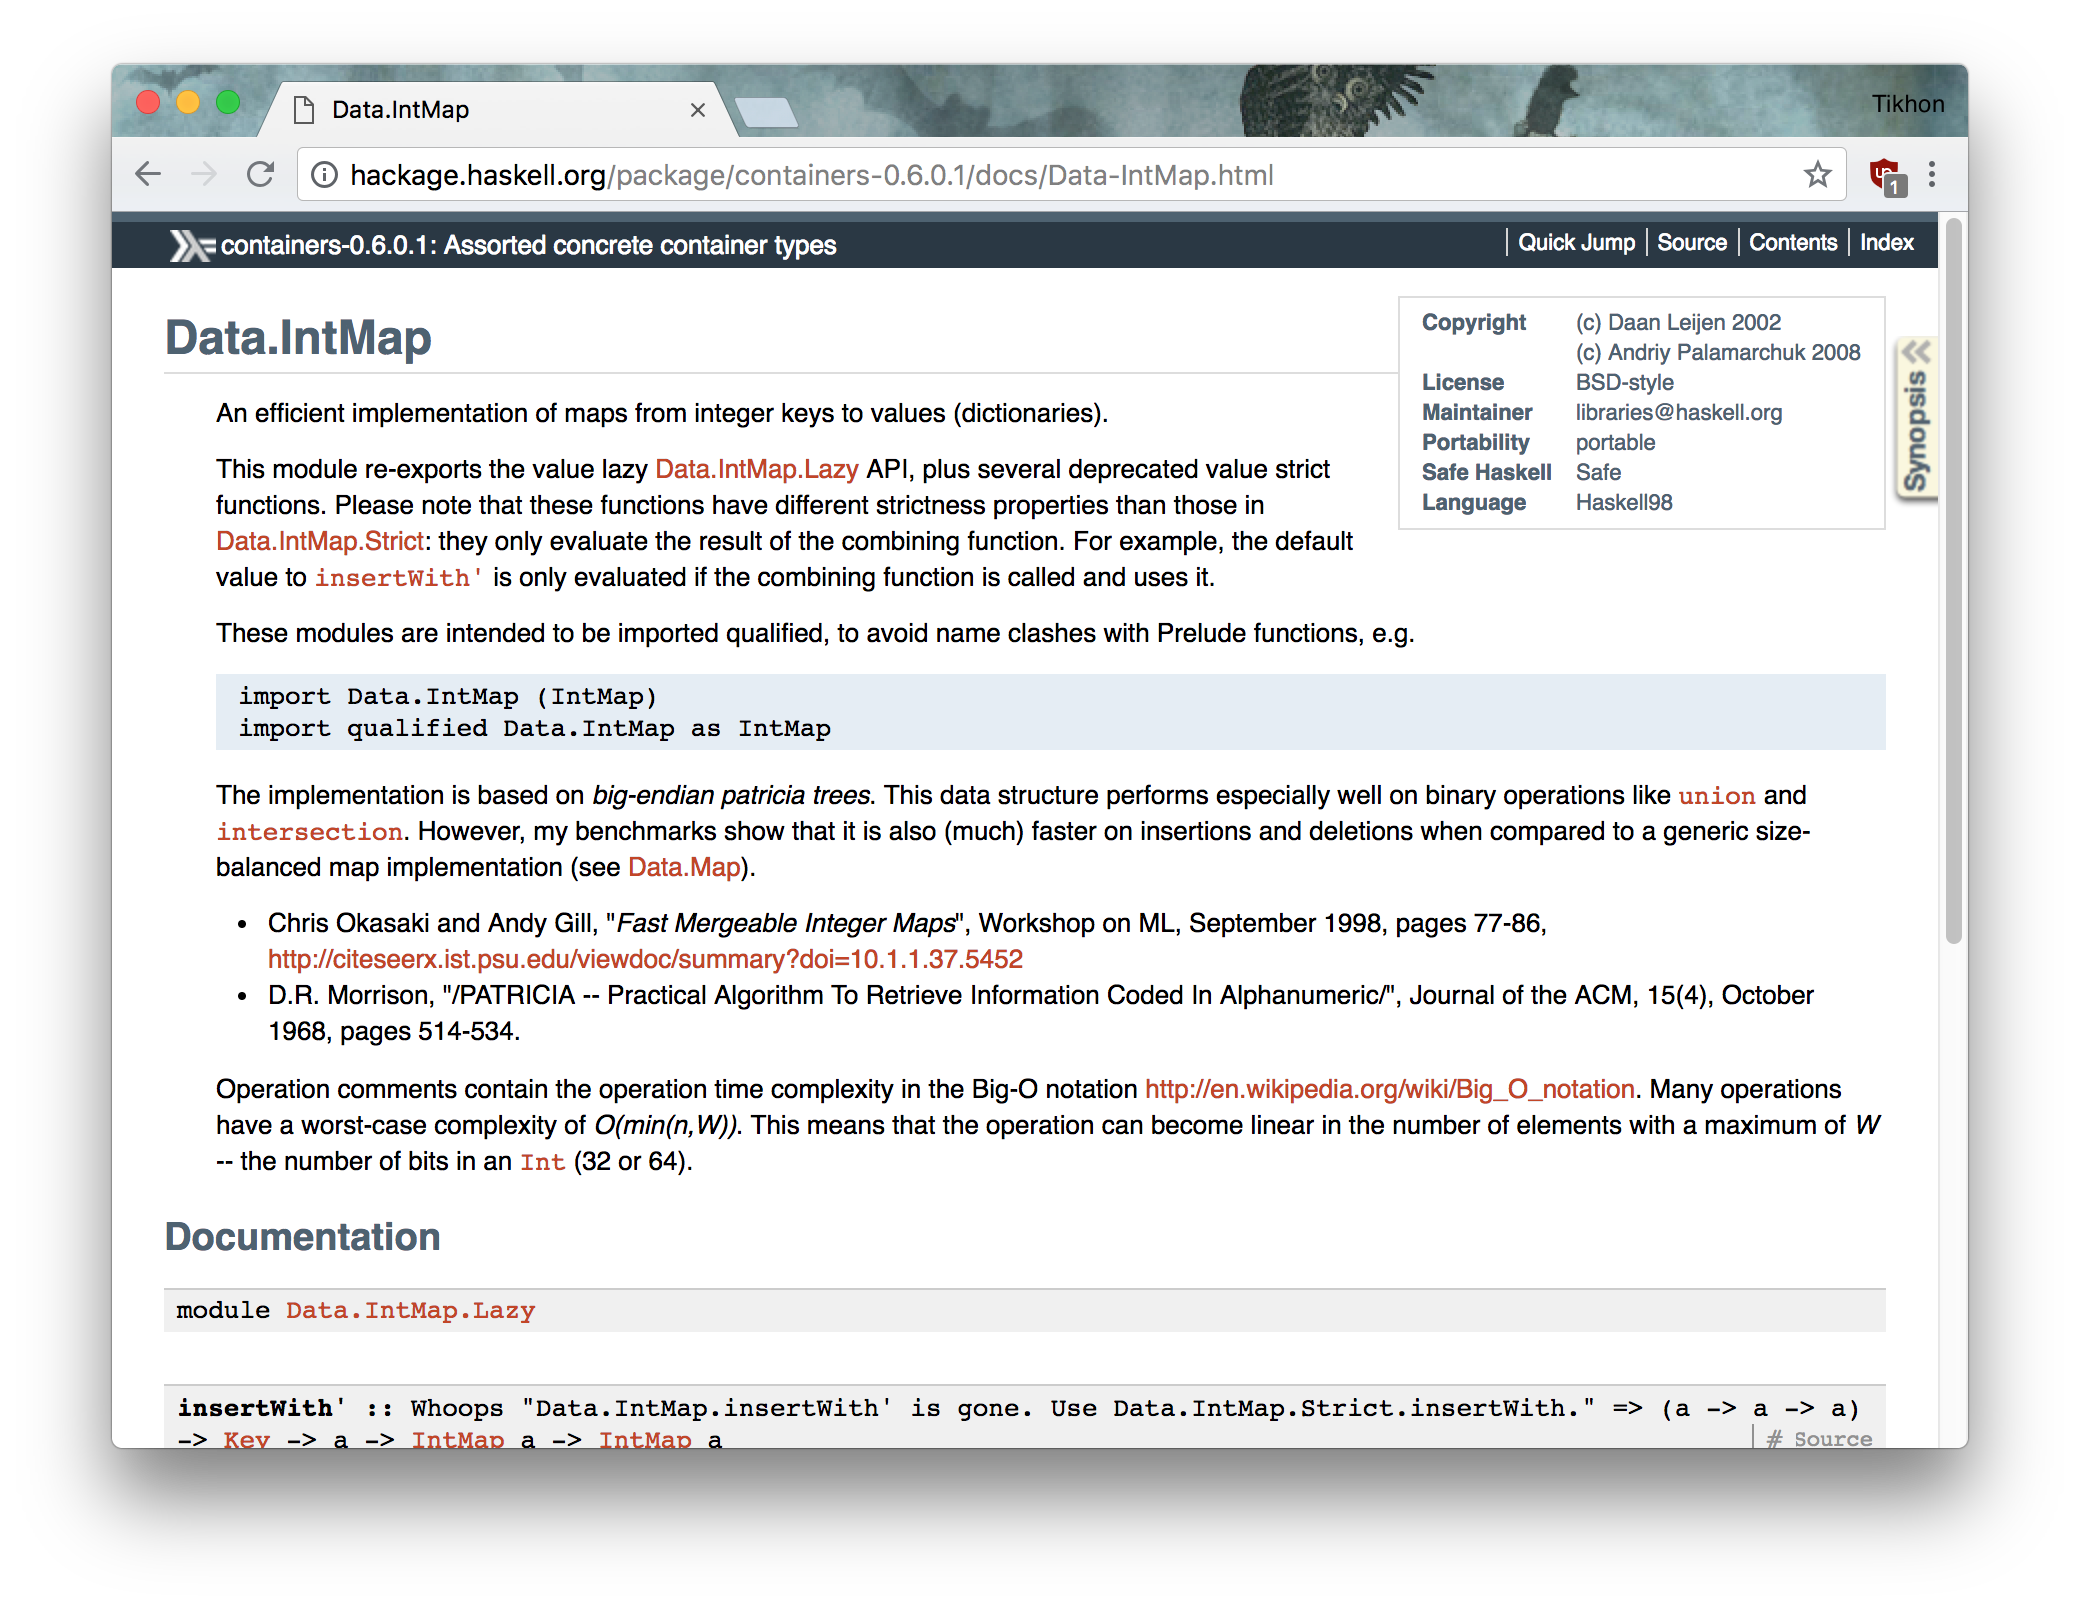 Data.IntMap
Tikhon
hackage.haskell.org/package/containers-0.6.0.1/docs/Data-IntMap.html
1
containers-0.6.0.1: Assorted concrete container types
Quick Jump
Source
Contents
Index
Data.IntMap
Copyright (c) Daan Leijen 2002
(c) Andriy Palamarchuk 2008
License BSD-style
Maintainer libraries@haskell.org
Portability portable
Safe Haskell Safe
Language Haskell98
Synopsis
An efficient implementation of maps from integer keys to values (dictionaries).
This module re-exports the value lazy Data.IntMap.Lazy API, plus several deprecated value strict
functions. Please note that these functions have different strictness properties than those in
Data.IntMap.Strict: they only evaluate the result of the combining function. For example, the default
value to insertWith' is only evaluated if the combining function is called and uses it.
These modules are intended to be imported qualified, to avoid name clashes with Prelude functions, e.g.
import Data.IntMap (IntMap)
import qualified Data.IntMap as IntMap
The implementation is based on big-endian patricia trees. This data structure performs especially well on binary operations like union and
intersection. However, my benchmarks show that it is also (much) faster on insertions and deletions when compared to a generic size-
balanced map implementation (see Data.Map).
• Chris Okasaki and Andy Gill, "Fast Mergeable Integer Maps", Workshop on ML, September 1998, pages 77-86,
http://citeseerx.ist.psu.edu/viewdoc/summary?doi=10.1.1.37.5452
• D.R. Morrison, "/PATRICIA -- Practical Algorithm To Retrieve Information Coded In Alphanumeric/", Journal of the ACM, 15(4), October
1968, pages 514-534.
Operation comments contain the operation time complexity in the Big-O notation http://en.wikipedia.org/wiki/Big_O_notation. Many operations
have a worst-case complexity of O(min(n,W)). This means that the operation can become linear in the number of elements with a maximum of W
-- the number of bits in an Int (32 or 64).
Documentation
module Data.IntMap.Lazy
insertWith' :: Whoops "Data.IntMap.insertWith' is gone. Use Data.IntMap.Strict.insertWith." => (a -> a -> a)
-> Key -> a -> IntMap a -> IntMap a
# Source